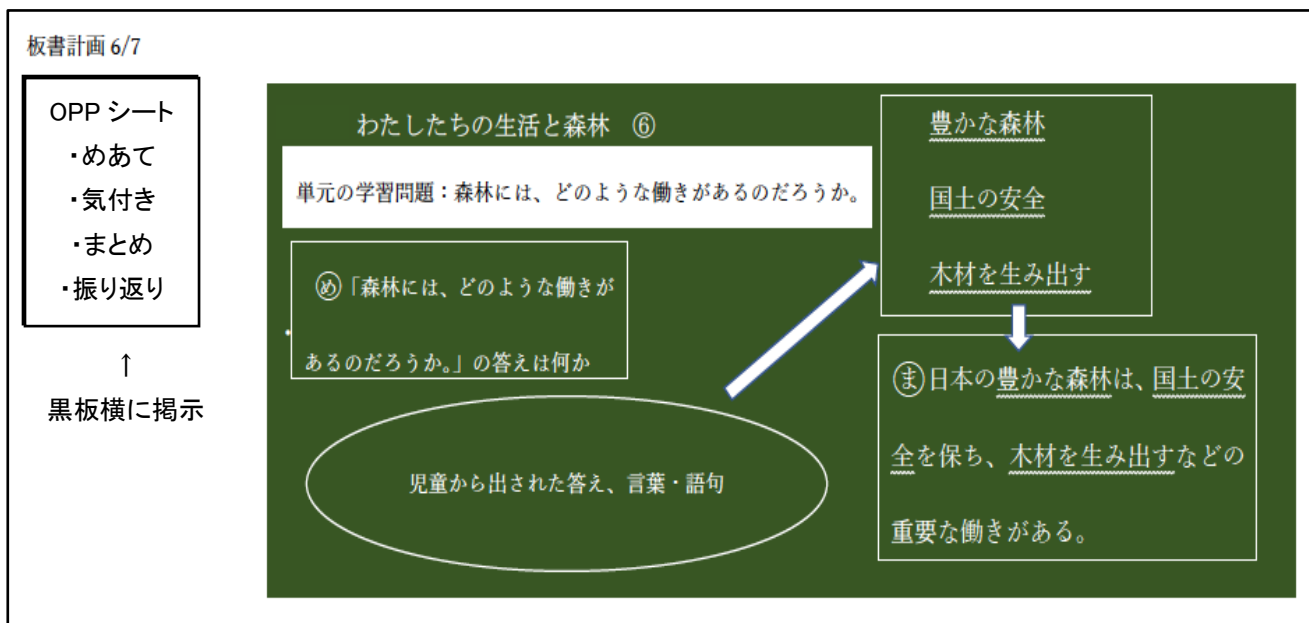 板書計画 6/7
OPP シート
・めあて
・気付き
・まとめ
・振り返り
↑
黒板横に掲示
わたしたちの生活と森林 ⑥
単元の学習問題：森林には、どのような働きがあるのだろうか。
め「森林には、どのような働きが
あるのだろうか。」の答えは何か
児童から出された答え、言葉・語句
豊かな森林
国土の安全
木材を生み出す
ま日本の豊かな森林は、国土の安
全を保ち、木材を生み出すなどの
重要な働きがある。